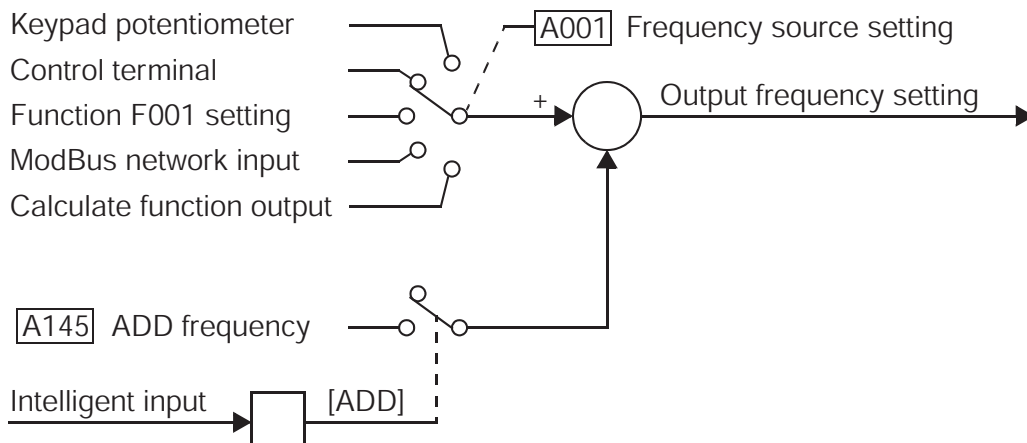 Keypad potentiometer
A001 Frequency source setting
Control terminal
Function F001 setting
+
Output frequency setting
ModBus network input
Calculate function output
A145 ADD frequency
Intelligent input
[ADD]